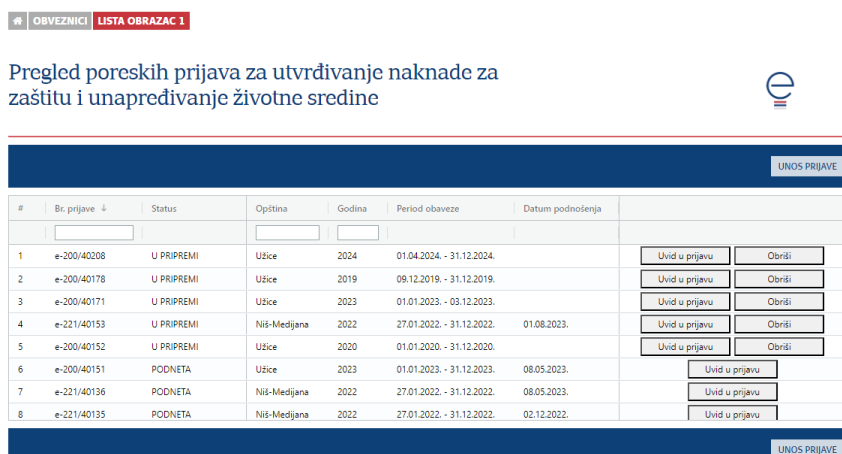 OBVEZNICI LISTA OBRAZAC 1
Pregled poreskih prijava za utvrđivanje naknade za
zaštitu i unapređivanje životne sredine
UNOS PRIJAVE
# Br. prijave ↓ Status Opština Godina Period obaveze Datum podnošenja
1 e-200/40208 U PRIPREMI Užice 2024 01.04.2024. - 31.12.2024. Uvid u prijavu Obriši
2 e-200/40178 U PRIPREMI Užice 2019 09.12.2019. - 31.12.2019. Uvid u prijavu Obriši
3 e-200/40171 U PRIPREMI Užice 2023 01.01.2023. - 03.12.2023. Uvid u prijavu Obriši
4 e-221/40153 U PRIPREMI Niš-Medijana 2022 27.01.2022. - 31.12.2022. 01.08.2023. Uvid u prijavu Obriši
5 e-200/40152 U PRIPREMI Užice 2020 01.01.2020. - 31.12.2020. Uvid u prijavu Obriši
6 e-200/40151 PODNETA Užice 2023 01.01.2023. - 31.12.2023. 08.05.2023. Uvid u prijavu
7 e-221/40136 PODNETA Niš-Medijana 2022 27.01.2022. - 31.12.2022. 08.05.2023. Uvid u prijavu
8 e-221/40135 PODNETA Niš-Medijana 2022 27.01.2022. - 31.12.2022. 02.12.2022. Uvid u prijavu
UNOS PRIJAVE